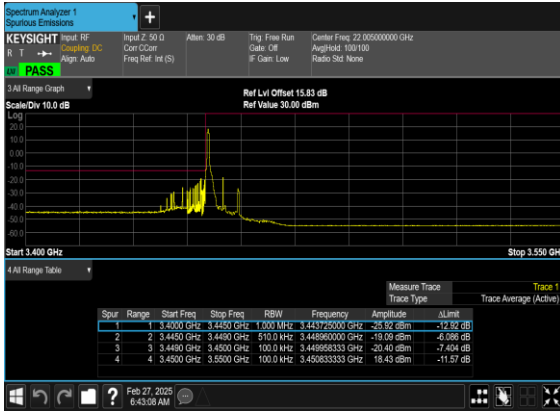 Spectrum Analyzer 1
Spurious Emissions
KEYSIGHT
R T
PASS
Input: RF
Coupling: DC
Align: Auto
Input Z: 50 Ω
Corr CCorr
Freq Ref: Int (S)
Atten: 30 dB
Trig: Free Run
Gate: Off
IF Gain: Low
Center Freq: 22.005000000 GHz
Avg|Hold: 100/100
Radio Std: None
3 All Range Graph
Scale/Div 10.0 dB
Ref Lvl Offset 15.83 dB
Ref Value 30.00 dBm
Log
20.0
10.0
0.00
-10.0
-20.0
-30.0
-40.0
-50.0
-60.0
Start 3.400 GHz
Stop 3.550 GH
4 All Range Table
Measure Trace Trace 1
Trace Type Trace Average (Active)
Spur Range Start Freq Stop Freq RBW Frequency Amplitude ΔLimit
1 1 3.4000 GHz 3.4450 GHz 1.000 MHz 3.443725000 GHz -25.92 dBm -12.92 dB
2 2 3.4450 GHz 3.4490 GHz 510.0 kHz 3.448960000 GHz -19.09 dBm -6.086 dB
3 3 3.4490 GHz 3.4500 GHz 100.0 kHz 3.449958333 GHz -20.40 dBm -7.404 dB
4 4 3.4500 GHz 3.5500 GHz 100.0 kHz 3.450833333 GHz 18.43 dBm -11.57 dB
?
Feb 27, 2025
6:43:08 AM